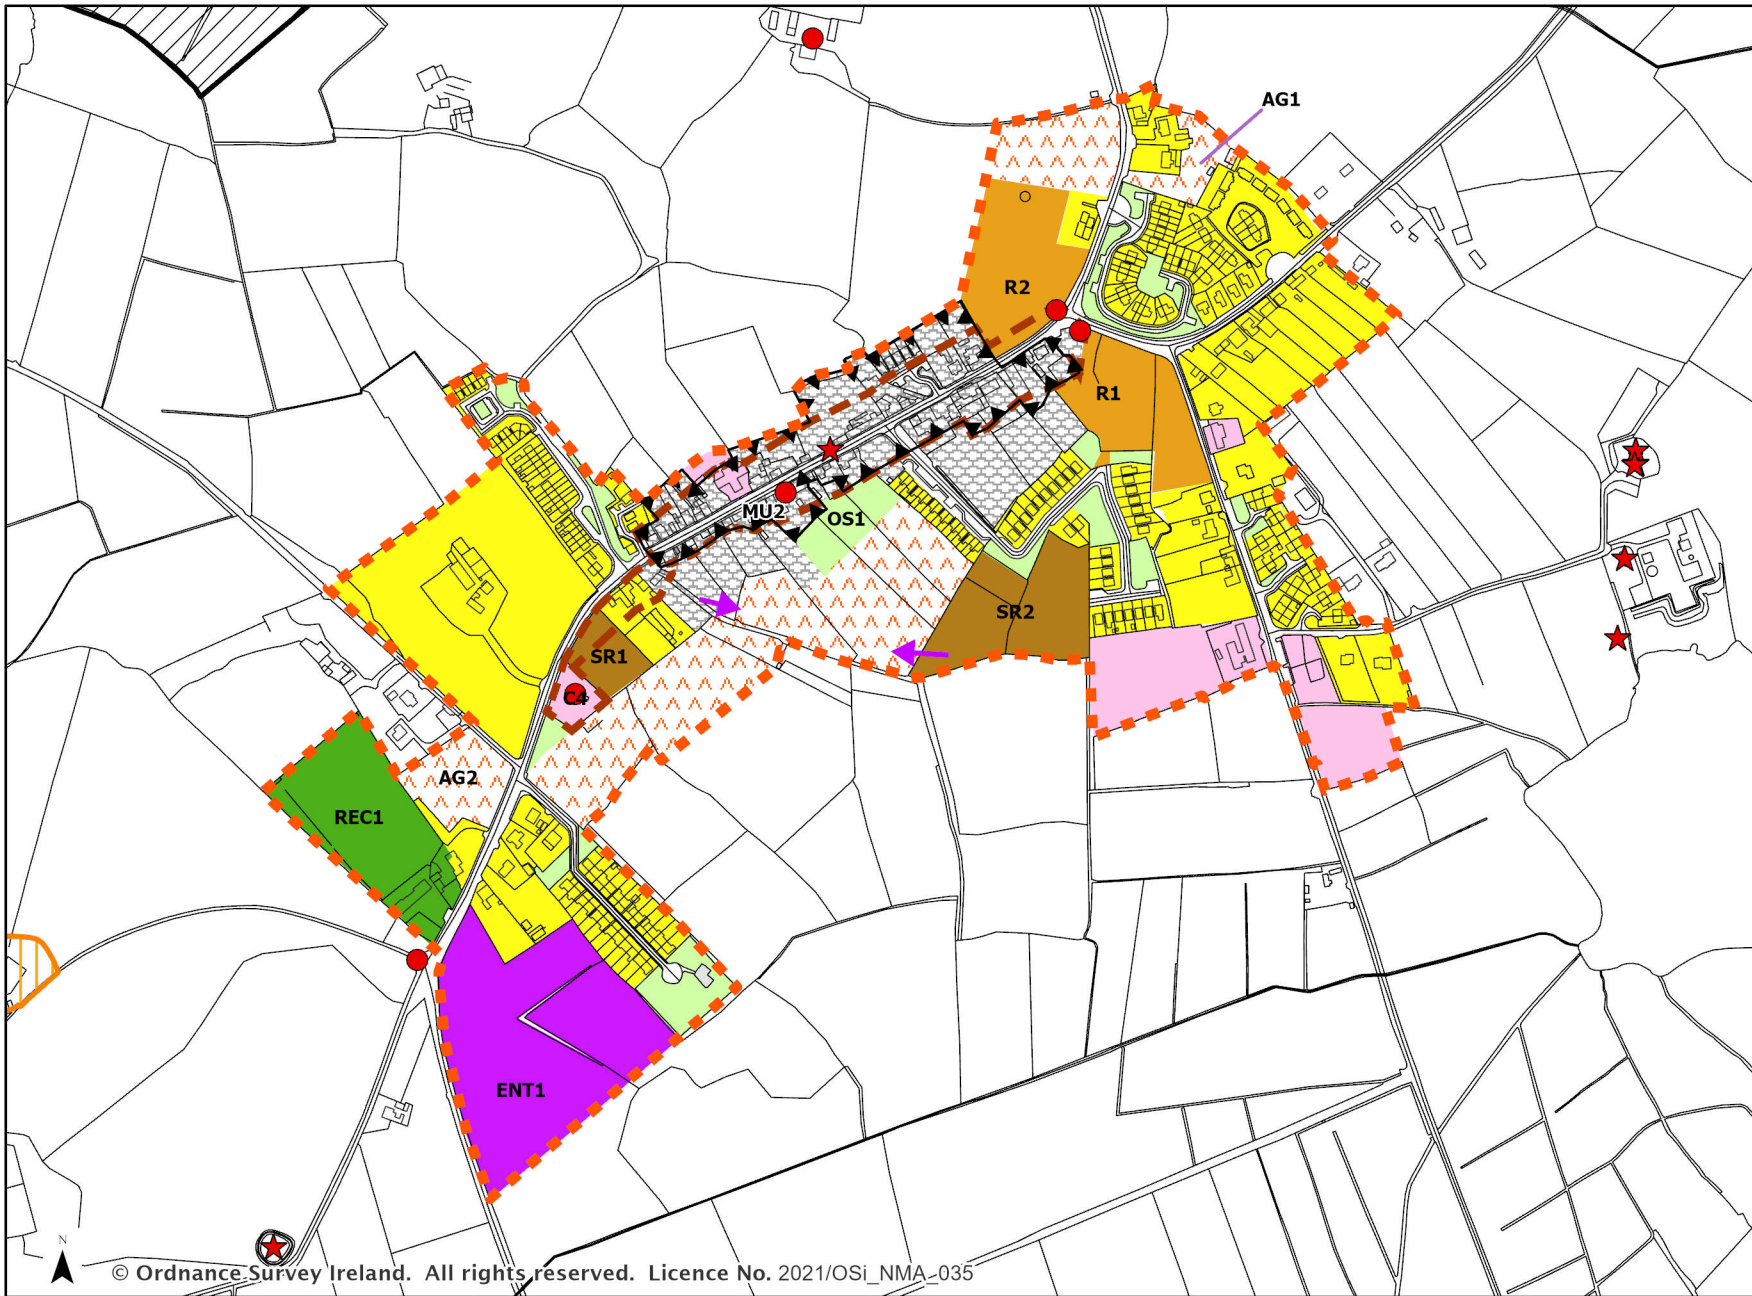 AG1
R2
R1
MU2
OS1
SR2
SR1
C4
AG2
REC1
ENT1
N
© Ordnance Survey Ireland. All rights reserved. Licence No. 2021/OSi_NMA_035